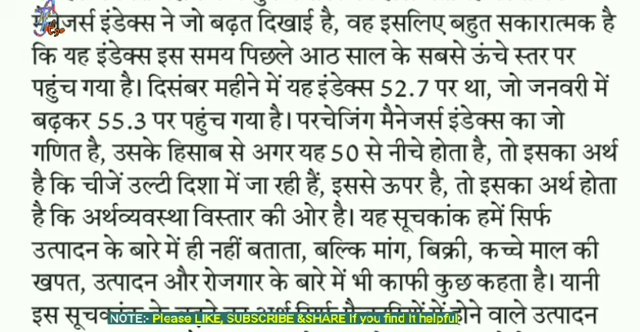 मैनेजर्स इंडेक्स ने जो बढ़त दिखाई है, वह इसलिए बहुत सकारात्मक है
कि यह इंडेक्स इस समय पिछले आठ साल के सबसे ऊंचे स्तर पर
पहुंच गया है। दिसंबर महीने में यह इंडेक्स 52.7 पर था, जो जनवरी में
बढ़कर 55.3 पर पहुंच गया है। परचेजिंग मैनेजर्स इंडेक्स का जो
गणित है, उसके हिसाब से अगर यह 50 से नीचे होता है, तो इसका अर्थ
है कि चीजें उल्टी दिशा में जा रही हैं, इससे ऊपर है, तो इसका अर्थ होता
है कि अर्थव्यवस्था विस्तार की ओर है। यह सूचकांक हमें सिर्फ
उत्पादन के बारे में ही नहीं बताता, बल्कि मांग, बिक्री, कच्चे माल की
खपत, उत्पादन और रोजगार के बारे में भी काफी कुछ कहता है। यानी
इस होने वाले उत्पादन
NOTE:- Please LIKE, SUBSCRIBE &SHARE if you find it helpful